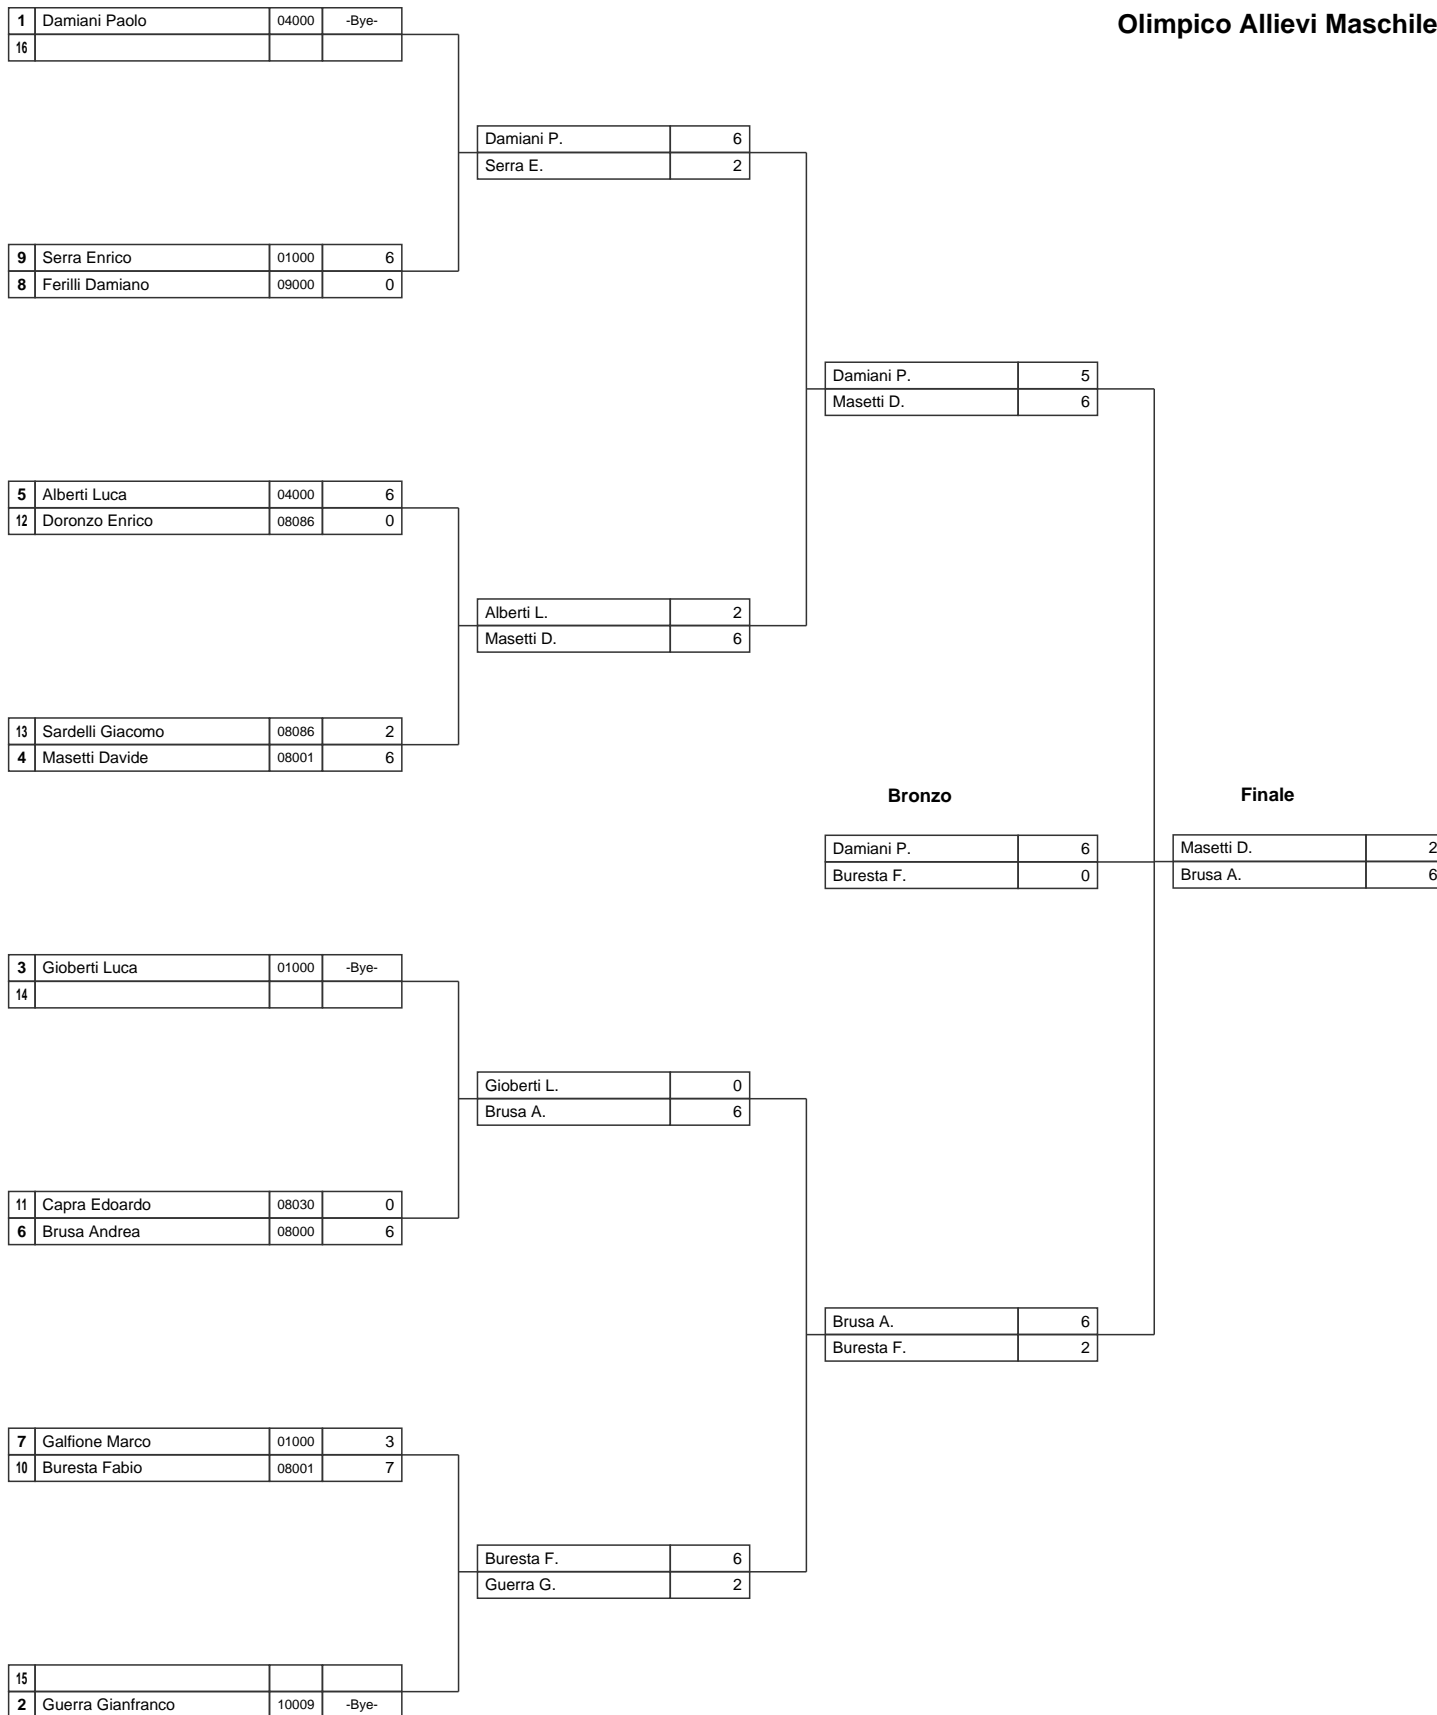 Olimpico Allievi Maschile
1 Damiani Paolo 04000 -Bye-
16
Damiani P. 6
Serra E. 2
9 Serra Enrico 01000 6
8 Ferilli Damiano 09000 0
Damiani P. 5
Masetti D. 6
5 Alberti Luca 04000 6
12 Doronzo Enrico 08086 0
Alberti L. 2
Masetti D. 6
13 Sardelli Giacomo 08086 2
4 Masetti Davide 08001 6
Bronzo
Finale
Damiani P. 6
Buresta F. 0
Masetti D. 2
Brusa A. 6
3 Gioberti Luca 01000 -Bye-
14
Gioberti L. 0
Brusa A. 6
11 Capra Edoardo 08030 0
6 Brusa Andrea 08000 6
Brusa A. 6
Buresta F. 2
7 Galfione Marco 01000 3
10 Buresta Fabio 08001 7
Buresta F. 6
Guerra G. 2
15
2 Guerra Gianfranco 10009 -Bye-